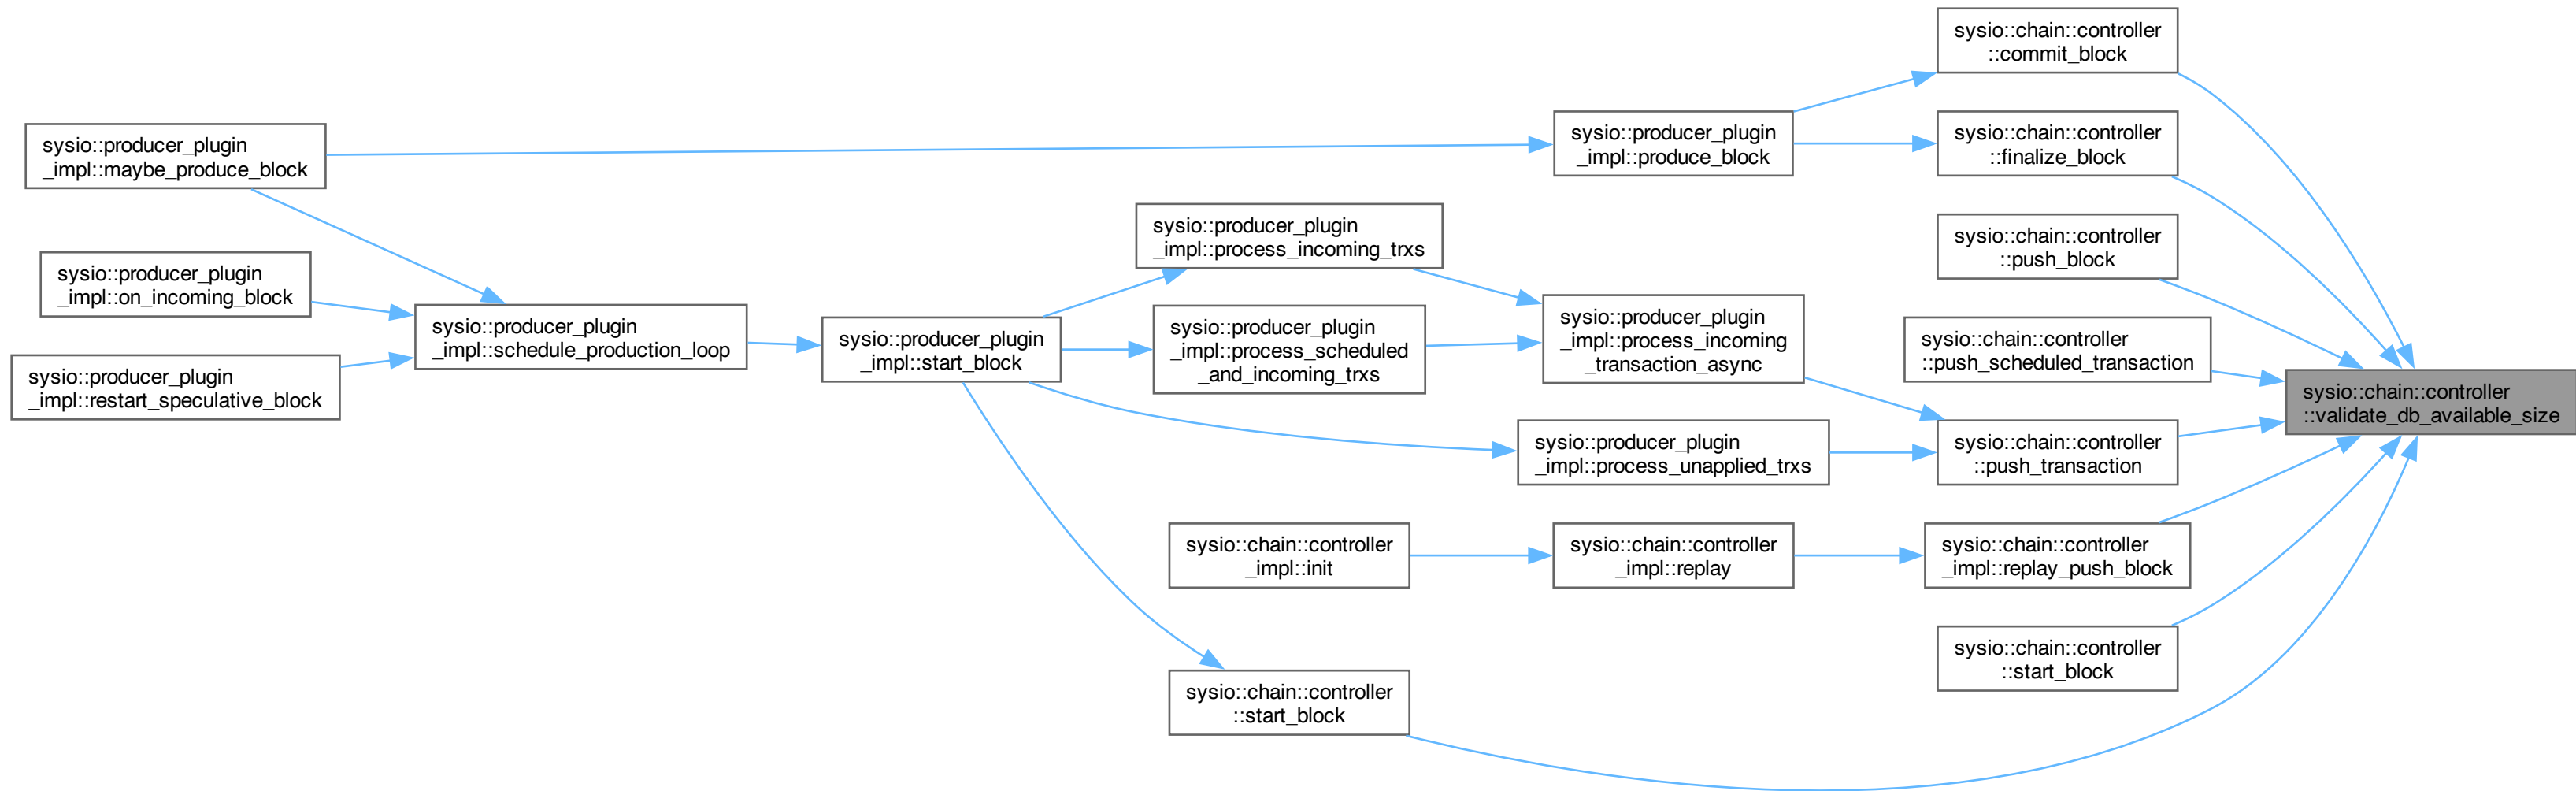 sysio::chain::controller
::commit_block
sysio::producer_plugin
_impl::maybe_produce_block
sysio::producer_plugin
_impl::produce_block
sysio::chain::controller
::finalize_block
sysio::producer_plugin
_impl::process_incoming_trxs
sysio::chain::controller
::push_block
sysio::producer_plugin
_impl::on_incoming_block
sysio::producer_plugin
_impl::schedule_production_loop
sysio::producer_plugin
_impl::start_block
sysio::producer_plugin
_impl::process_scheduled
_and_incoming_trxs
sysio::producer_plugin
_impl::process_incoming
_transaction_async
sysio::chain::controller
::push_scheduled_transaction
sysio::producer_plugin
_impl::restart_speculative_block
sysio::chain::controller
::validate_db_available_size
sysio::producer_plugin
_impl::process_unapplied_trxs
sysio::chain::controller
::push_transaction
sysio::chain::controller
_impl::init
sysio::chain::controller
_impl::replay
sysio::chain::controller
_impl::replay_push_block
sysio::chain::controller
::start_block
sysio::chain::controller
::start_block